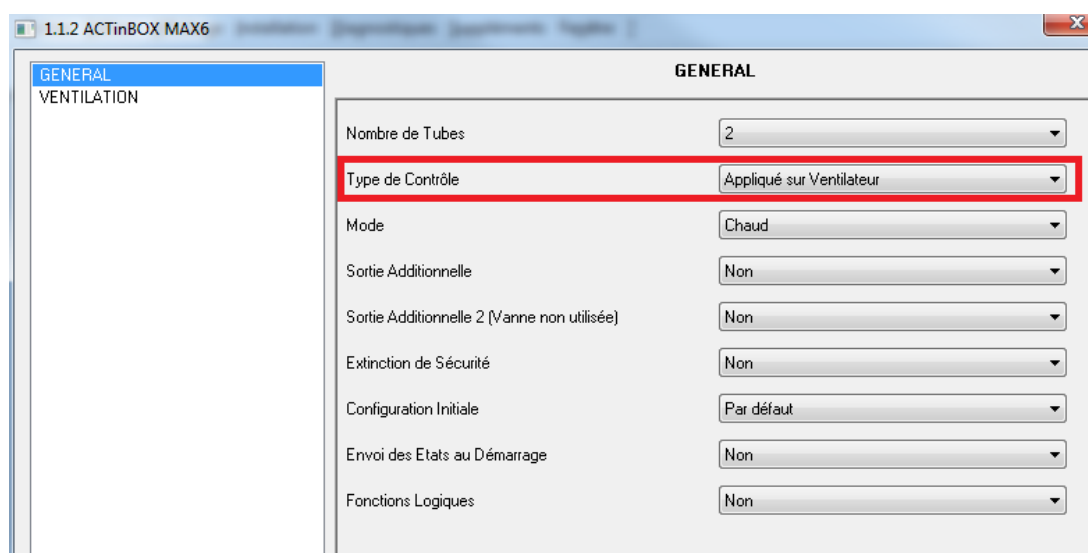 1.1.2 ACTinBOX MAX6
GENERAL
VENTILATION
GENERAL
Nombre de Tubes 2
Type de Contrôle Appliqué sur Ventilateur
Mode Chaud
Sortie Additionnelle Non
Sortie Additionnelle 2 (Vanne non utilisée) Non
Extinction de Sécurité Non
Configuration Initiale Par défaut
Envoi des Etats au Démarrage Non
Fonctions Logiques Non